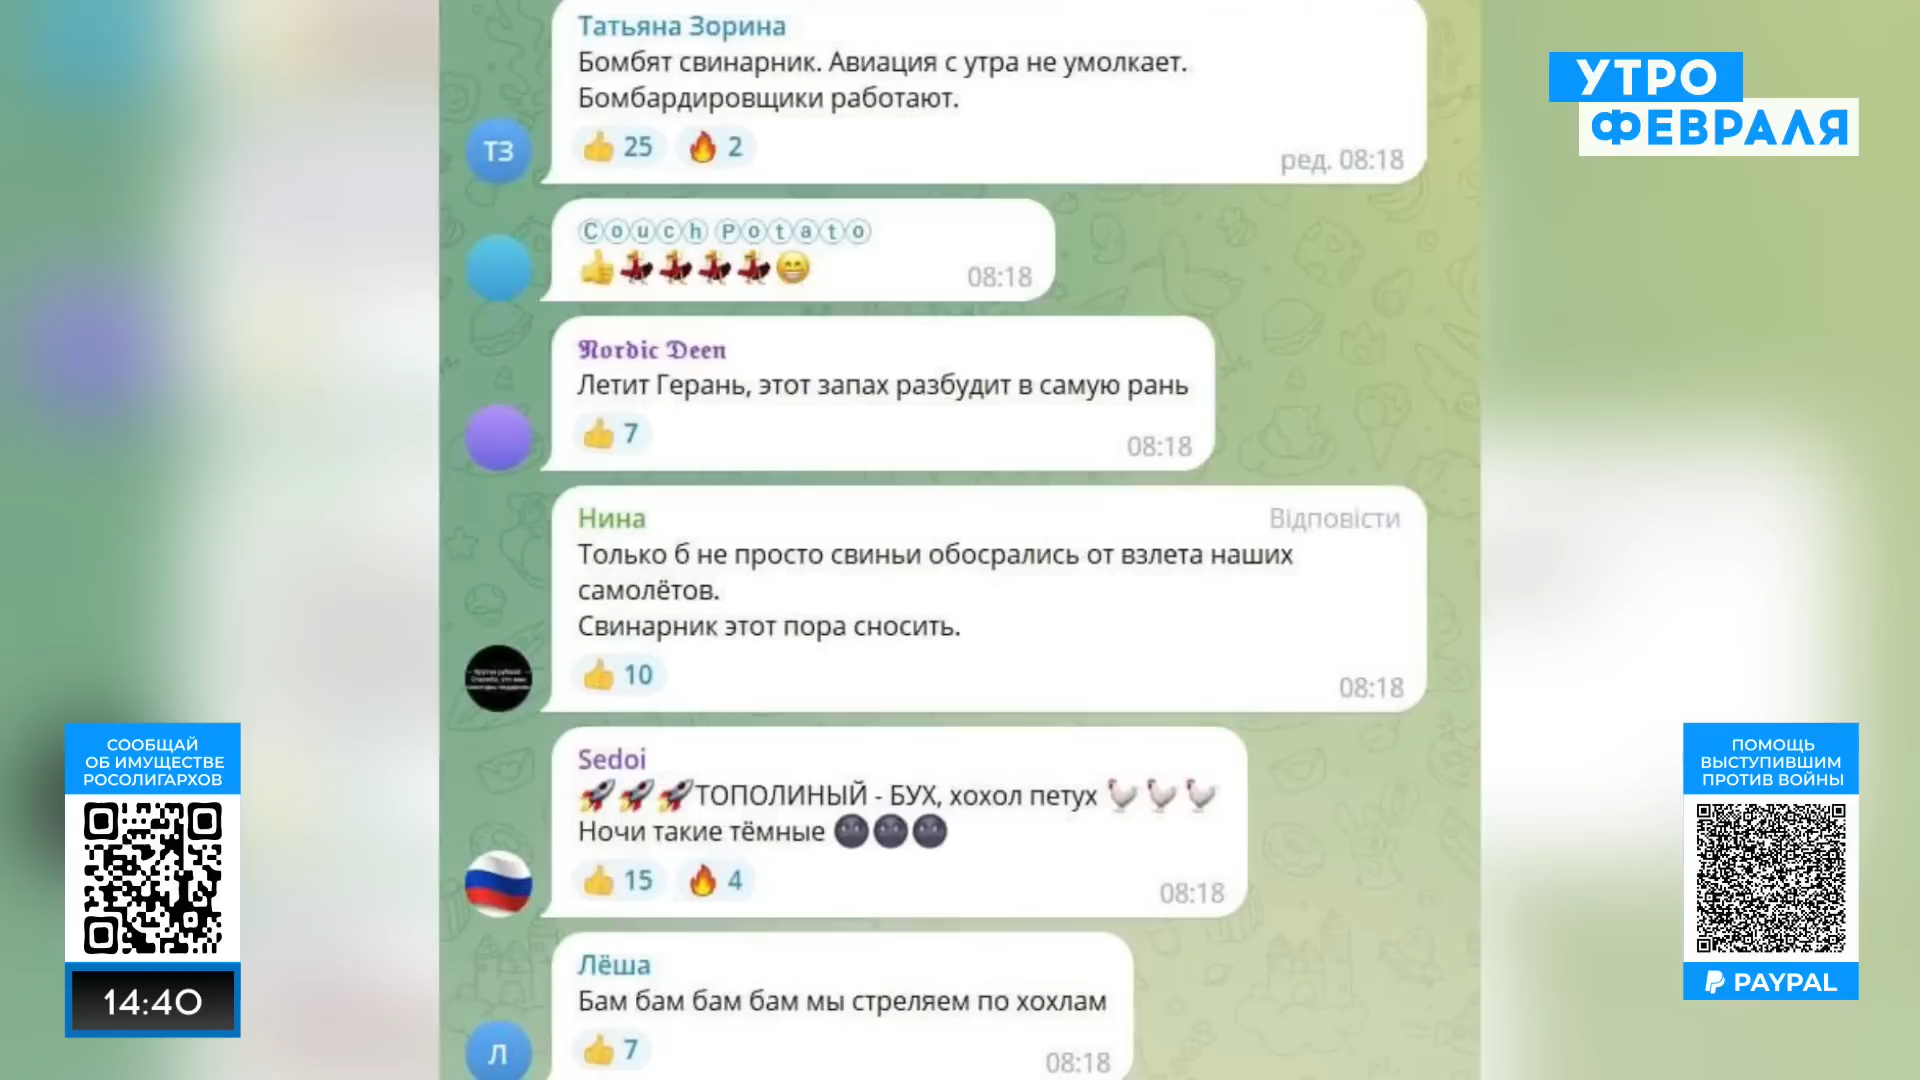 Татьяна Зорина
Бомбят свинарник. Авиация с утра не умолкает.
Бомбардировщики работают.
👍 25 🔥 2
ТЗ
ред. 08:18
Ⓒⓞⓤⓒⓗ Ⓟⓞⓣⓐⓣⓞ
👍💃💃💃💃😁
08:18
𝕹𝖔𝖗𝖉𝖎𝖈 𝕯𝖊𝖊𝖓
Летит Герань, этот запах разбудит в самую рань
👍 7
08:18
Нина
Відповісти
Только б не просто свиньи обосрались от взлета наших
самолётов.
Свинарник этот пора сносить.
👍 10
08:18
Sedoi
🚀🚀🚀ТОПОЛИНЫЙ - БУХ, хохол петух 🐓🐓🐓
Ночи такие тёмные 🌚🌚🌚
👍 15 🔥 4
08:18
Лёша
Бам бам бам бам мы стреляем по хохлам
👍 7
Л
08:18
УТРО
ФЕВРАЛЯ
СООБЩАЙ
ОБ ИМУЩЕСТВЕ
РОСОЛИГАРХОВ
14:40
ПОМОЩЬ
ВЫСТУПИВШИМ
ПРОТИВ ВОЙНЫ
PAYPAL